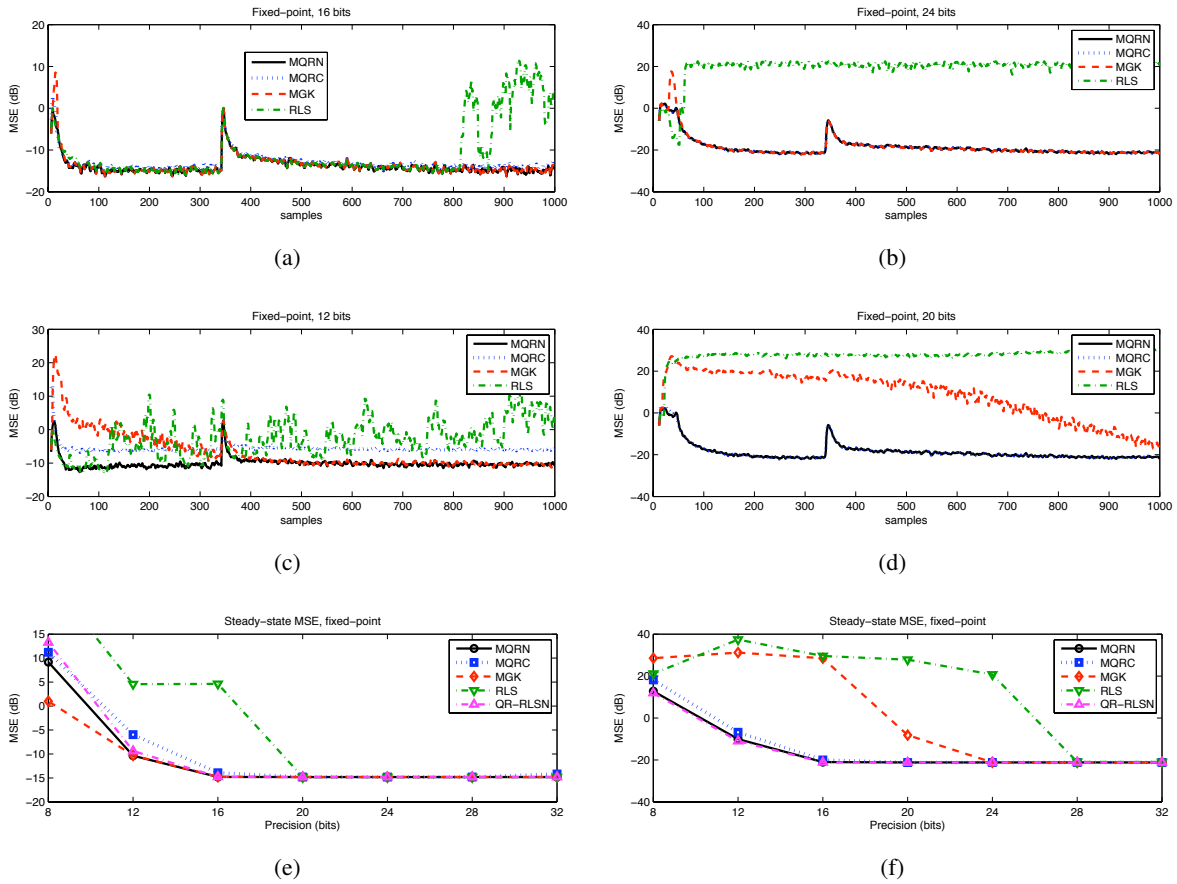 Fixed-point, 16 bits
20
10
0
−10
−20
MSE (dB)
MQRN
MQRC
MGK
RLS
0 100 200 300 400 500 600 700 800 900 1000
samples
(a)
Fixed-point, 24 bits
40
20
0
−20
−40
MSE (dB)
MQRN
MQRC
MGK
RLS
0 100 200 300 400 500 600 700 800 900 1000
samples
(b)
Fixed-point, 12 bits
30
20
10
0
−10
−20
MSE (dB)
MQRN
MQRC
MGK
RLS
0 100 200 300 400 500 600 700 800 900 1000
samples
(c)
Fixed-point, 20 bits
40
20
0
−20
−40
MSE (dB)
MQRN
MQRC
MGK
RLS
0 100 200 300 400 500 600 700 800 900 1000
samples
(d)
Steady-state MSE, fixed-point
15
10
5
0
−5
−10
−15
−20
MSE (dB)
MQRN
MQRC
MGK
RLS
QR−RLSN
8 12 16 20 24 28 32
Precision (bits)
(e)
Steady-state MSE, fixed-point
40
20
0
−20
−40
MSE (dB)
MQRN
MQRC
MGK
RLS
QR−RLSN
8 12 16 20 24 28 32
Precision (bits)
(f)